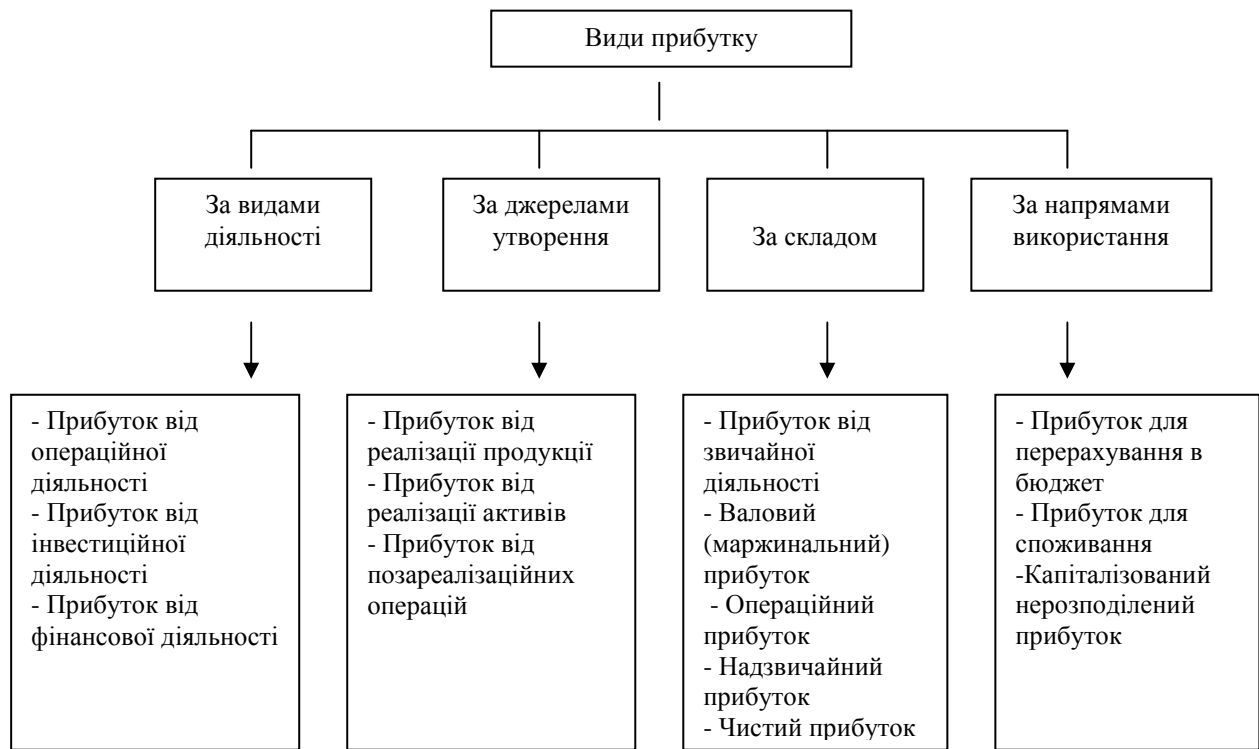 Види прибутку
За видами
діяльності
За джерелами
утворення
За складом
За напрямами
використання
- Прибуток від
операційної
діяльності
- Прибуток від
інвестиційної
діяльності
- Прибуток від
фінансової діяльності
- Прибуток від
реалізації продукції
- Прибуток від
реалізації активів
- Прибуток від
позареалізаційних
операцій
- Прибуток від
звичайної
діяльності
- Валовий
(маржинальний)
прибуток
- Операційний
прибуток
- Надзвичайний
прибуток
- Чистий прибуток
- Прибуток для
перерахування в
бюджет
- Прибуток для
споживання
-Капіталізований
нерозподілений
прибуток